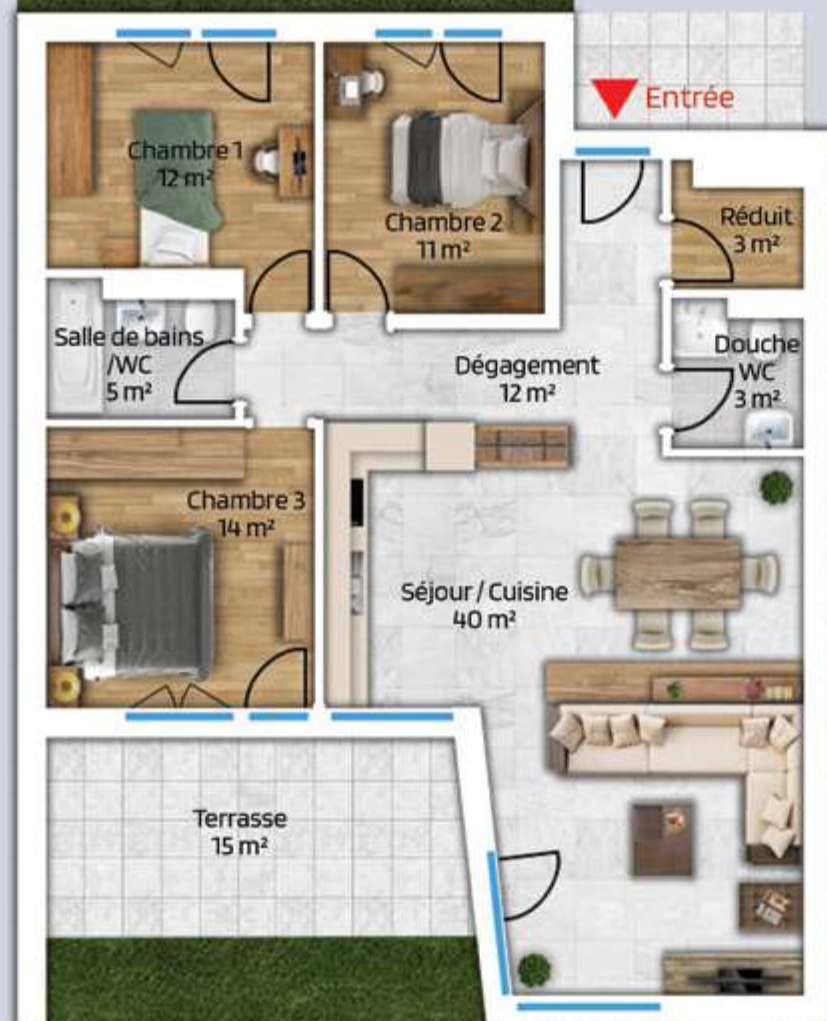 Entrée
Chambre 1
12 m²
Chambre 2
11 m²
Réduit
3 m²
Salle de bains
/WC
5 m²
Dégagement
12 m²
Douche
WC
3 m²
Chambre 3
14 m²
Séjour / Cuisine
40 m²
Terrasse
15 m²